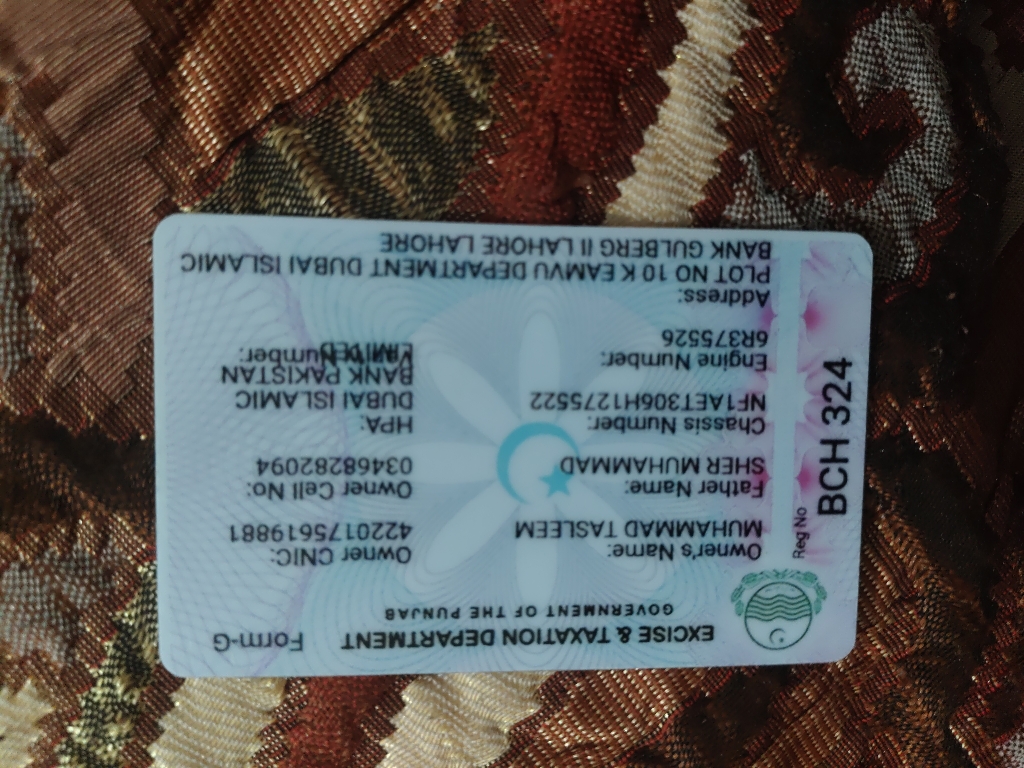 EXCISE & TAXATION DEPARTMENT
GOVERNMENT OF THE PUNJAB
Form-G
Reg No
BCH 324
Owner's Name:
MUHAMMAD TASLEEM
Father Name:
SHER MUHAMMAD
Chassis Number:
NF1AET306H1275522
Engine Number:
6R375526
Address:
PLOT NO 10 K EAMVU DEPARTMENT DUBAI ISLAMIC
BANK GULBERG II LAHORE LAHORE
Owner CNIC:
4220175619881
Owner Cell No:
03468282094
HPA:
DUBAI ISLAMIC
BANK PAKISTAN
LIMITED
Number: